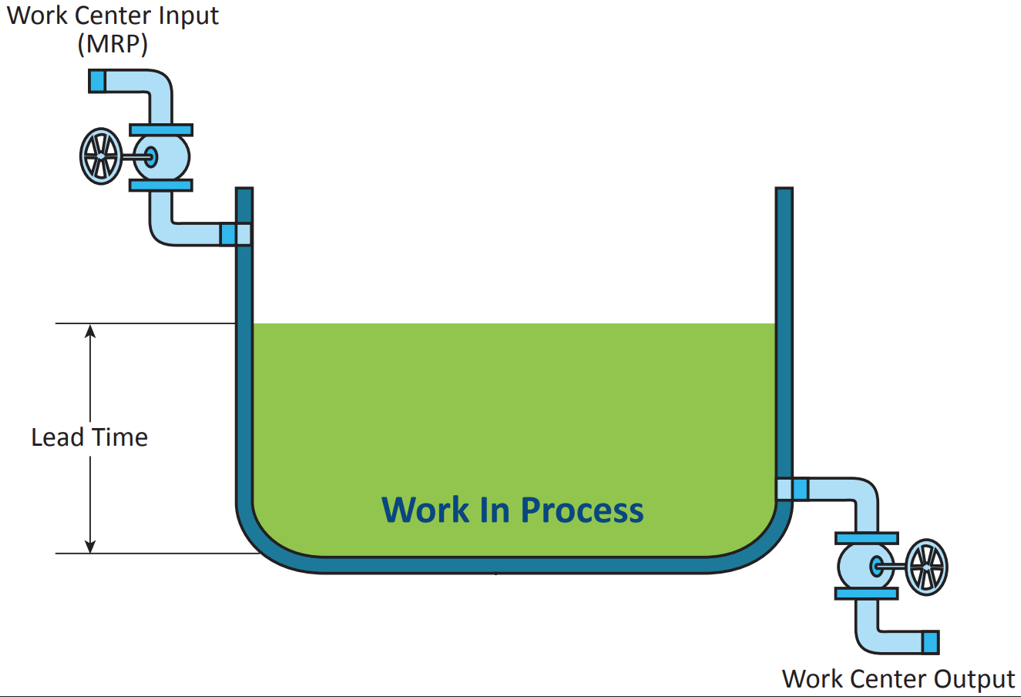 Work Center Input
(MRP)
Lead Time
Work In Process
Work Center Output